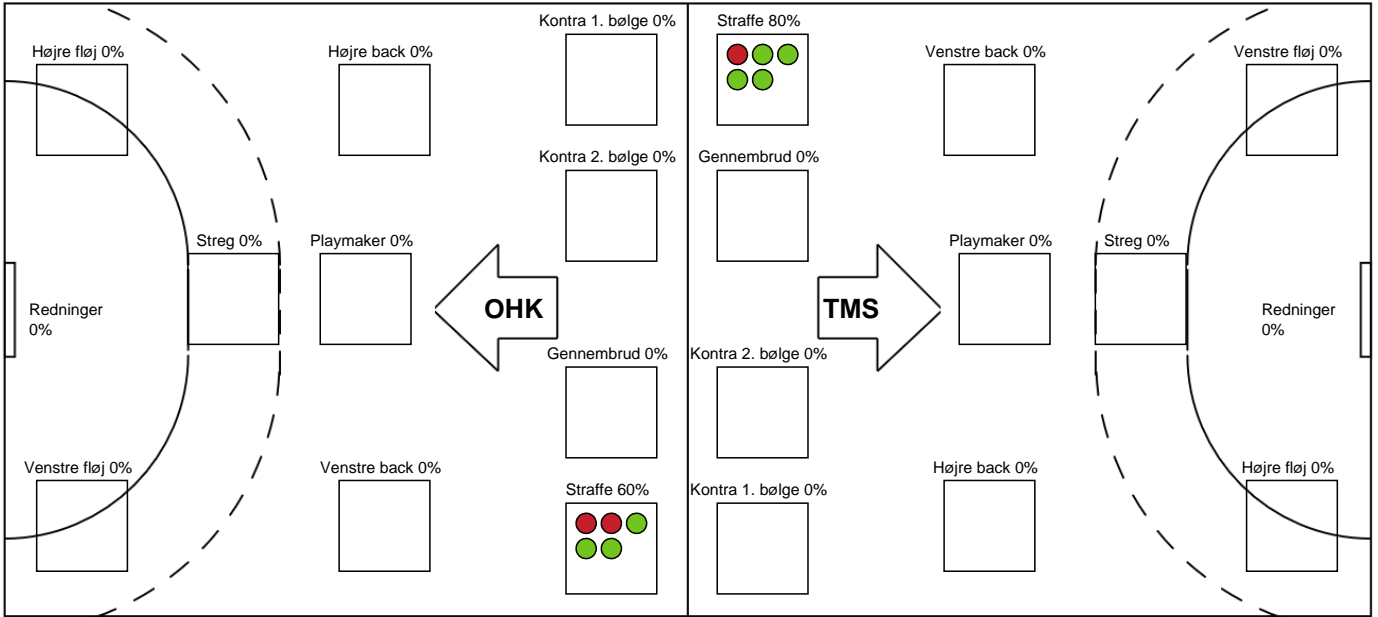 Kontra 1. bølge 0%
Straffe 80%
Højre fløj 0%
Højre back 0%
Venstre back 0%
Venstre fløj 0%
Kontra 2. bølge 0%
Gennembrud 0%
Streg 0%
Playmaker 0%
Playmaker 0%
Streg 0%
Redninger
0%
OHK
TMS
Redninger
0%
Gennembrud 0%
Kontra 2. bølge 0%
Venstre fløj 0%
Venstre back 0%
Højre back 0%
Højre fløj 0%
Straffe 60%
Kontra 1. bølge 0%